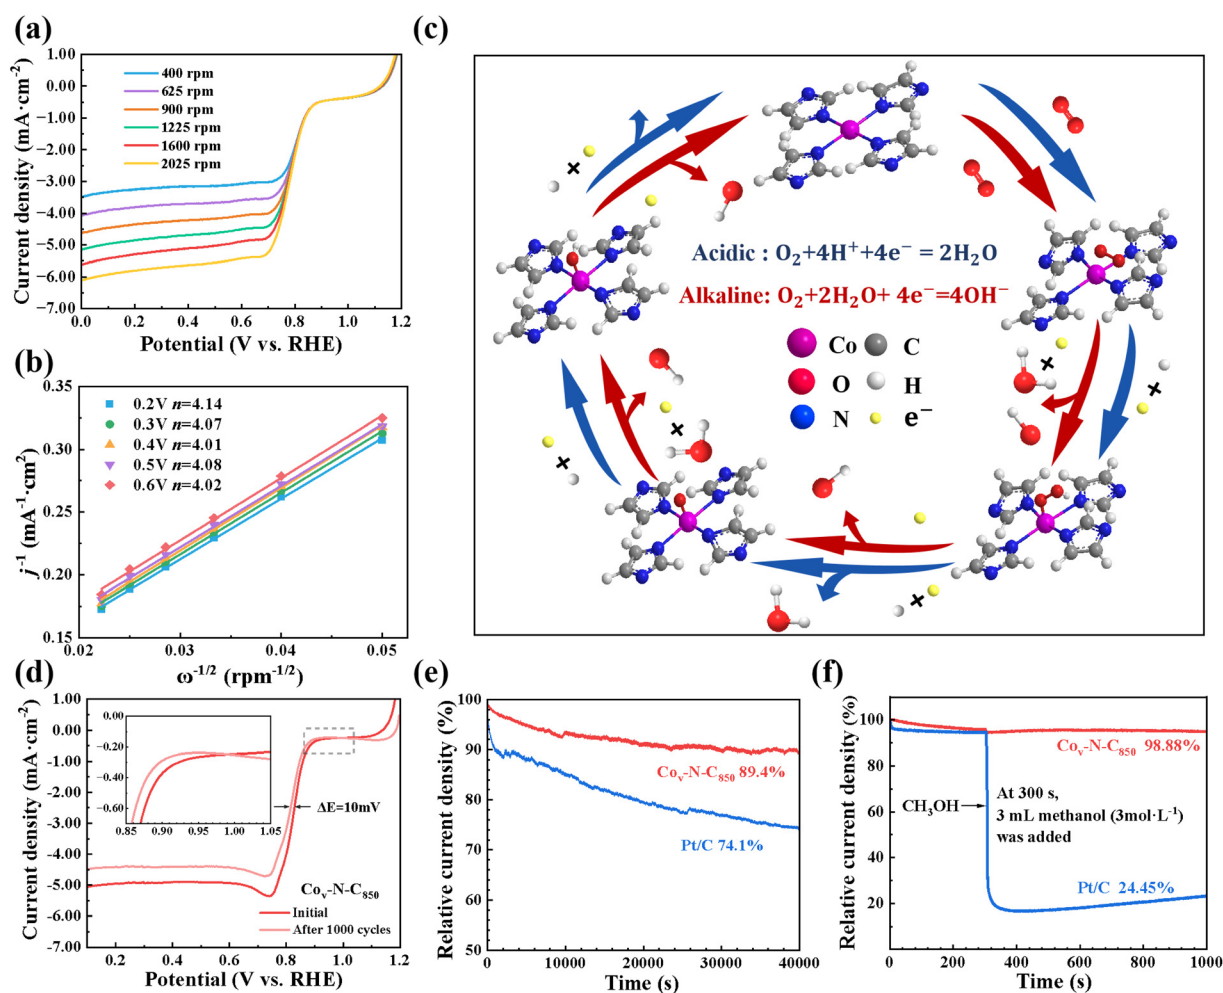 (a)
1.00
0.00
−1.00
−2.00
−3.00
−4.00
−5.00
−6.00
−7.00
Current density (mA·cm⁻²)
400 rpm
625 rpm
900 rpm
1225 rpm
1600 rpm
2025 rpm
0.0 0.2 0.4 0.6 0.8 1.0 1.2
Potential (V vs. RHE)
(b)
0.35
0.30
0.25
0.20
0.15
j⁻¹ (mA⁻¹·cm²)
0.2V n=4.14
0.3V n=4.07
0.4V n=4.01
0.5V n=4.08
0.6V n=4.02
0.02 0.03 0.04 0.05
ω⁻¹/² (rpm⁻¹/²)
(c)
Acidic : O₂+4H⁺+4e⁻ = 2H₂O
Alkaline: O₂+2H₂O+ 4e⁻=4OH⁻
Co C
O H
N e⁻
(d)
1.00
0.00
−1.00
−2.00
−3.00
−4.00
−5.00
−6.00
−7.00
Current density (mA·cm⁻²)
0.00
−0.20
−0.40
−0.60
0.85 0.90 0.95 1.00 1.05
ΔE=10mV
Coᵥ-N-C₈₅₀
Initial
After 1000 cycles
0.2 0.4 0.6 0.8 1.0 1.2
Potential (V vs. RHE)
(e)
100
90
80
70
60
50
Relative current density (%)
Coᵥ-N-C₈₅₀ 89.4%
Pt/C 74.1%
0 10000 20000 30000 40000
Time (s)
(f)
100
80
60
40
20
Relative current density (%)
Coᵥ-N-C₈₅₀ 98.88%
CH₃OH
At 300 s,
3 mL methanol (3mol·L⁻¹)
was added
Pt/C 24.45%
0 200 400 600 800 1000
Time (s)